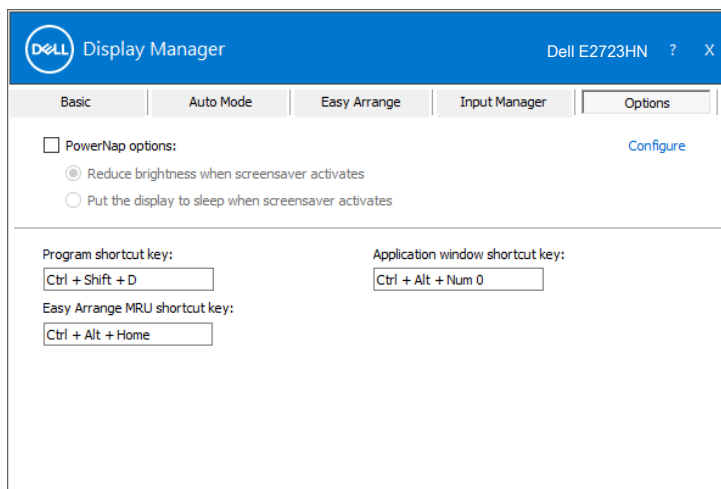 DELL Display Manager Dell E2723HN ? X
Basic Auto Mode Easy Arrange Input Manager Options
PowerNap options: Configure
Reduce brightness when screensaver activates
Put the display to sleep when screensaver activates
Program shortcut key: Application window shortcut key:
Ctrl + Shift + D Ctrl + Alt + Num 0
Easy Arrange MRU shortcut key:
Ctrl + Alt + Home